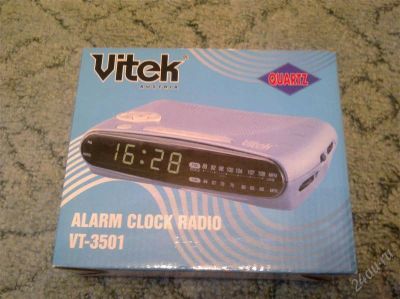 Vitek
AUSTRIA
QUARTZ
16:28
ALARM CLOCK RADIO
VT-3501